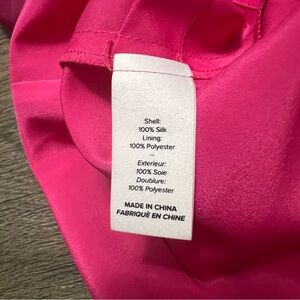 Shell:
100% Silk
Lining:
100% Polyester
–
Exterieur:
100% Soie
Doublure:
100% Polyester
MADE IN CHINA
FABRIQUÉ EN CHINE